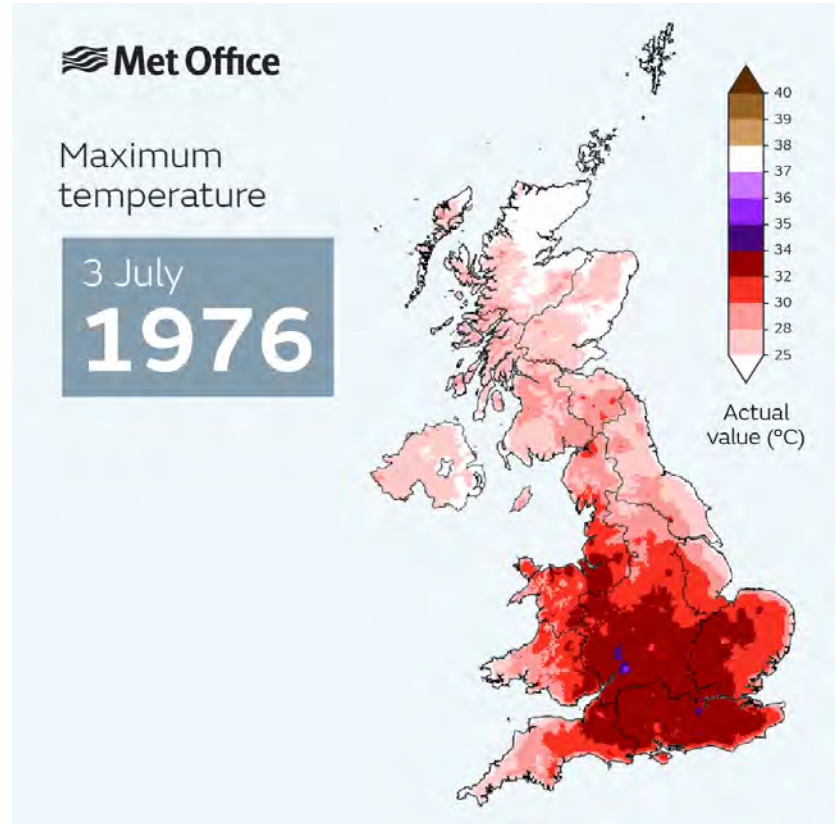 Met Office
Maximum
temperature
3 July
1976
40
39
38
37
36
35
34
32
30
28
25
Actual
value (°C)